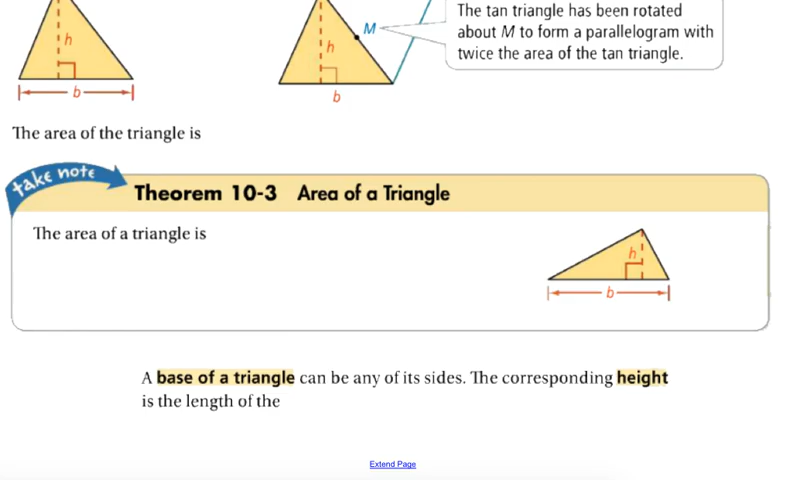 The tan triangle has been rotated
about M to form a parallelogram with
twice the area of the tan triangle.
h
M
h
b
b
The area of the triangle is
take note
Theorem 10-3 Area of a Triangle
The area of a triangle is
h
b
A base of a triangle can be any of its sides. The corresponding height
is the length of the
Extend Page